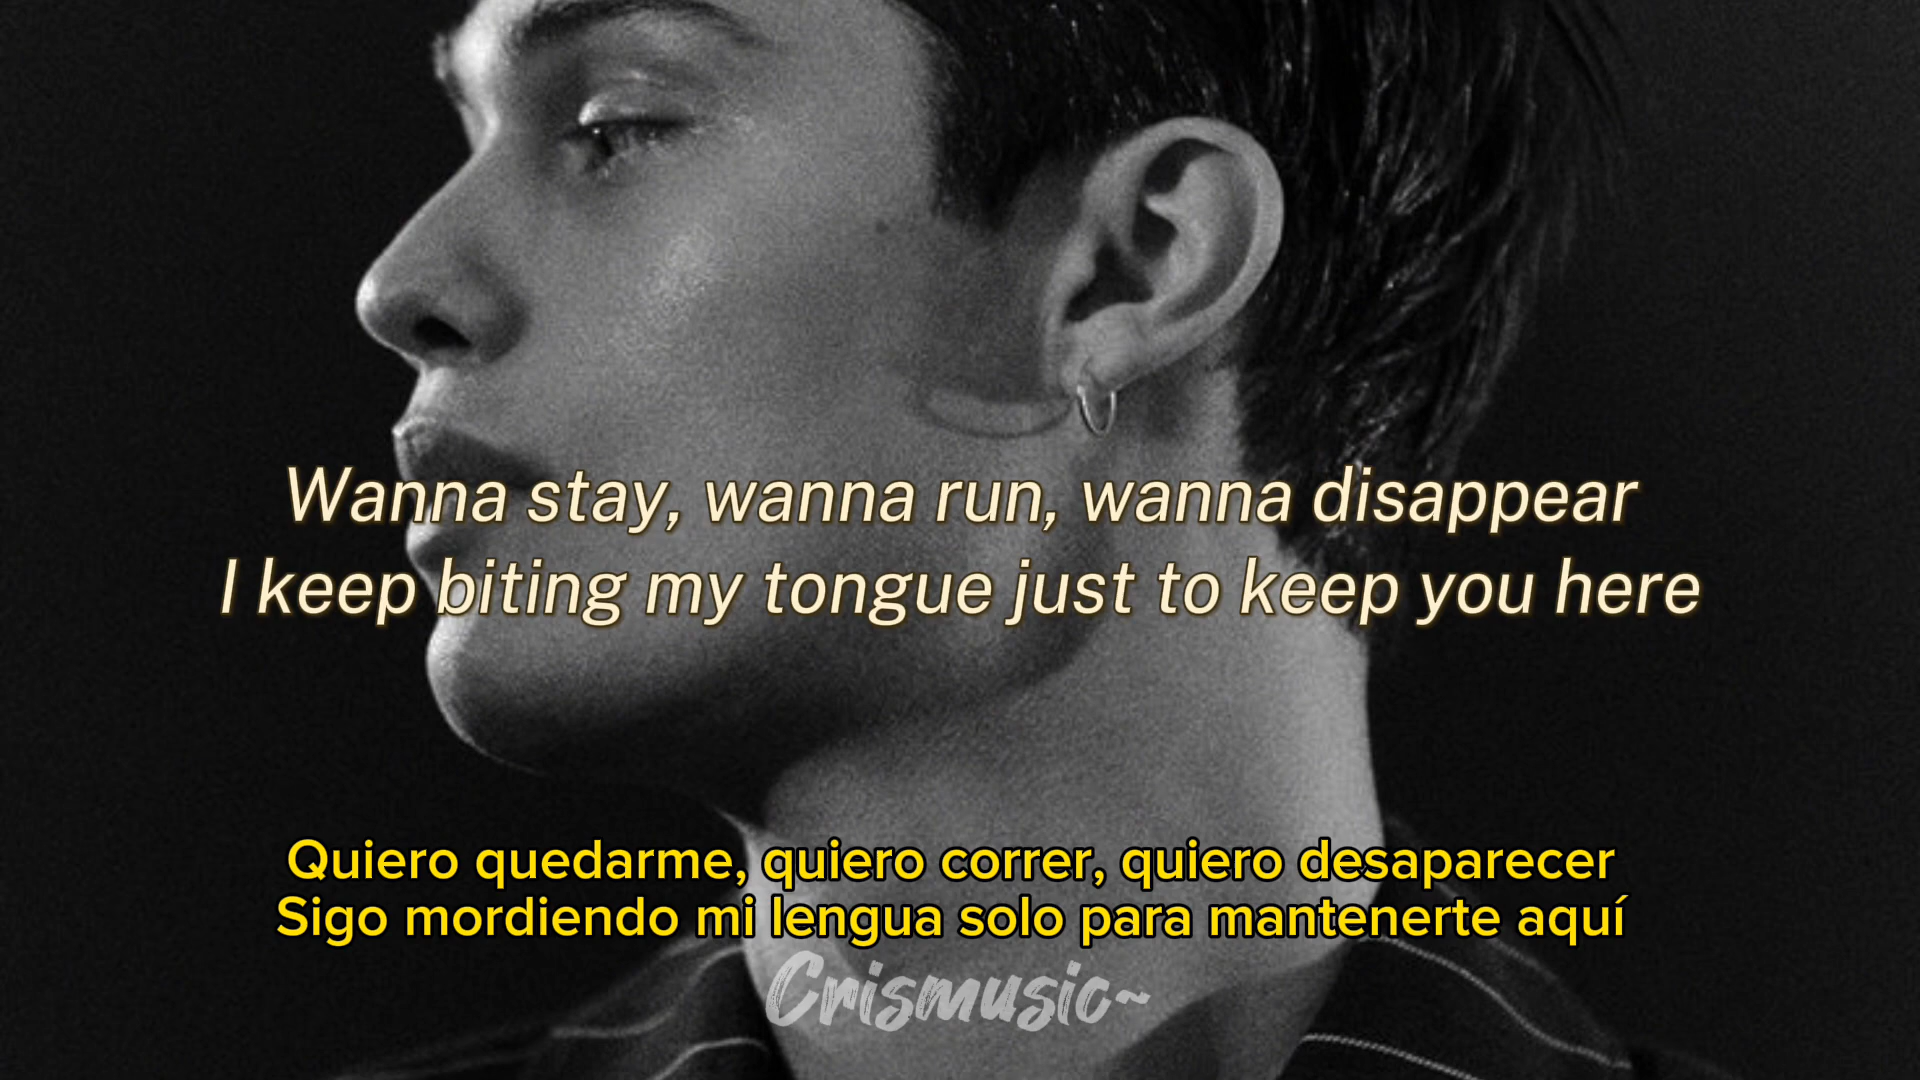 Wanna stay, wanna run, wanna disappear
I keep biting my tongue just to keep you here
Quiero quedarme, quiero correr, quiero desaparecer
Sigo mordiendo mi lengua solo para mantenerte aquí
Crismusic~